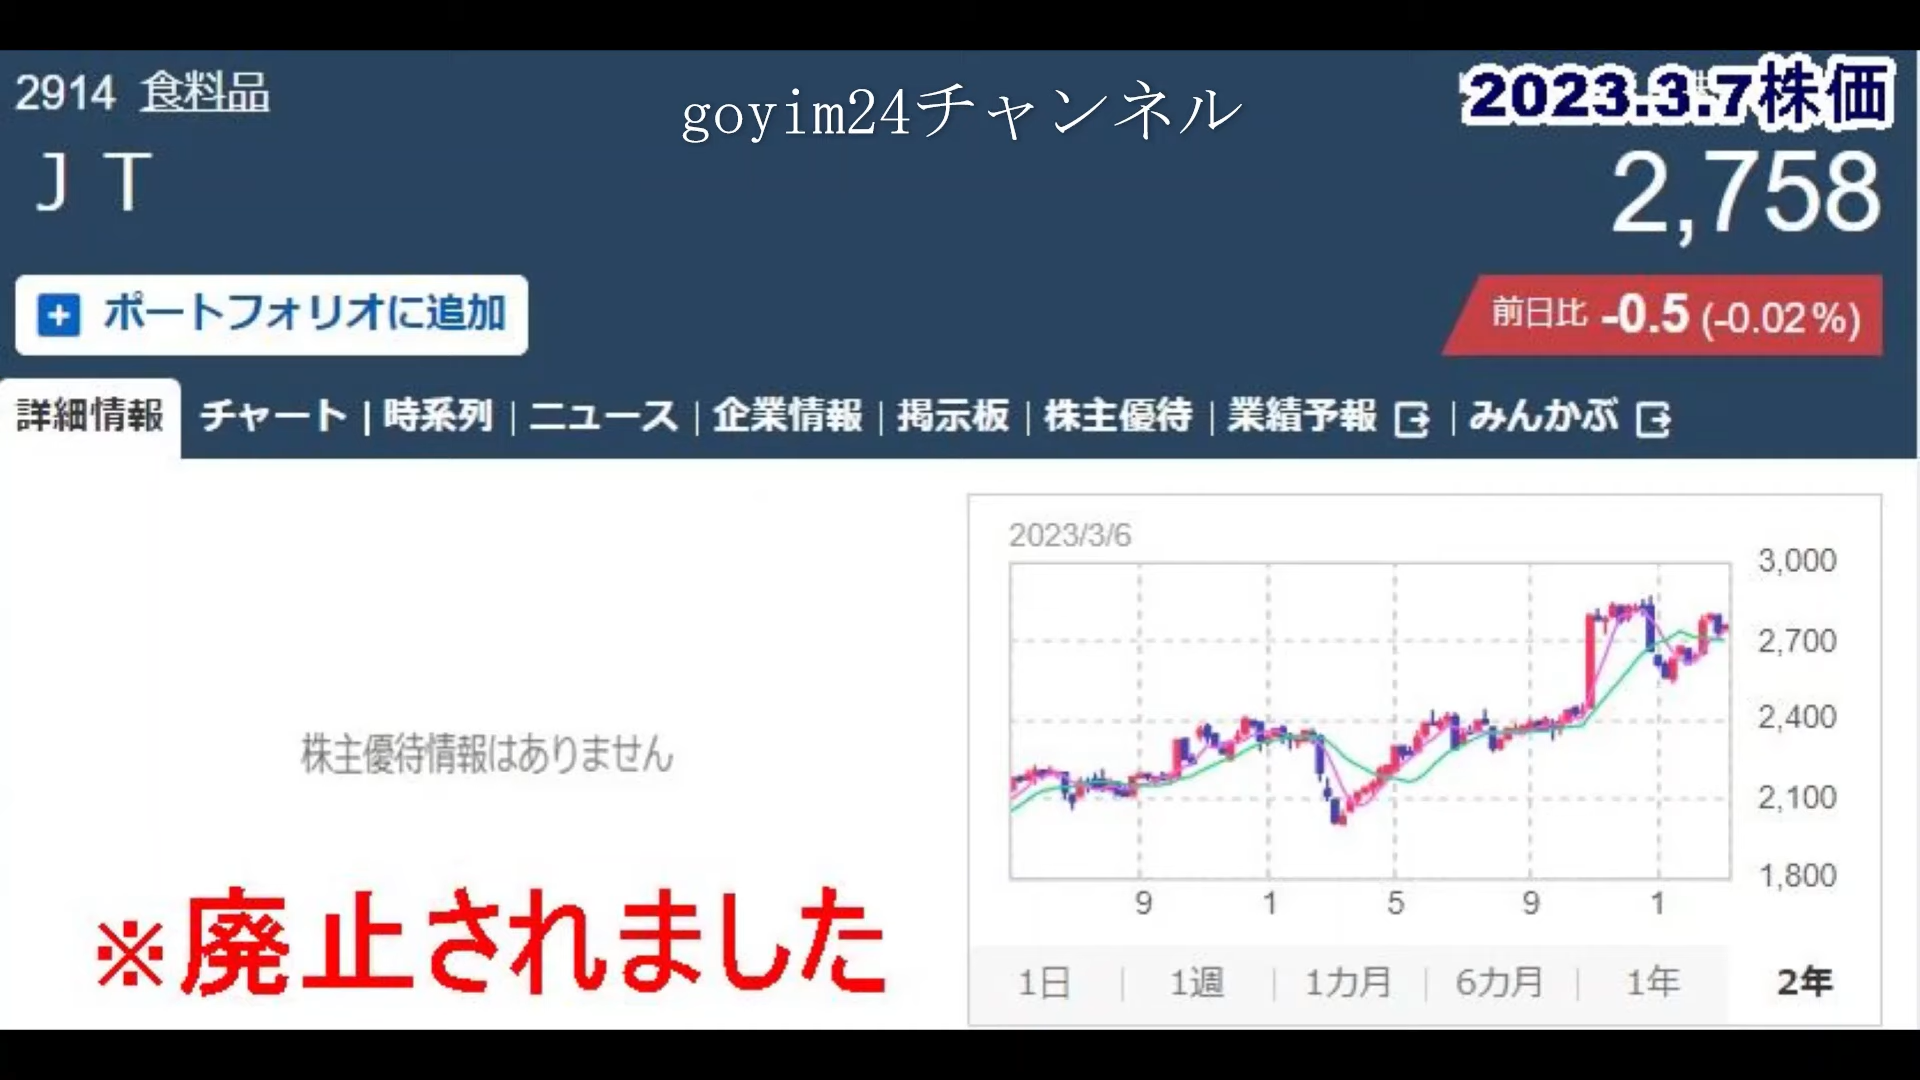 2914 食料品
goyim24チャンネル
2023.3.7株価
ＪＴ
2,758
ポートフォリオに追加
前日比 -0.5 (-0.02%)
詳細情報 チャート | 時系列 | ニュース | 企業情報 | 掲示板 | 株主優待 | 業績予報 | みんかぶ
2023/3/6
3,000
2,700
2,400
2,100
1,800
9 1 5 9 1
株主優待情報はありません
※廃止されました
1日 | 1週 | 1カ月 | 6カ月 | 1年 2年